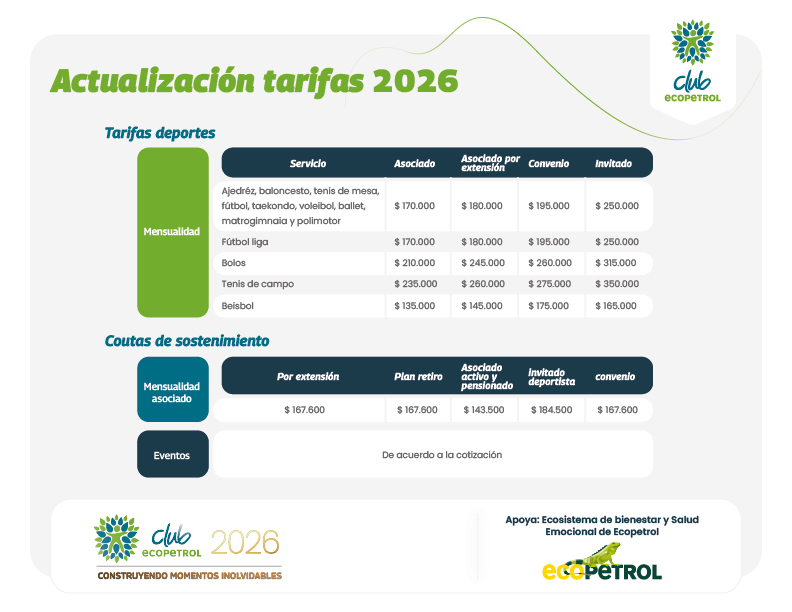 Actualización tarifas 2026
club
ecopeTROL
Tarifas deportes
Mensualidad
Servicio Asociado Asociado por extensión Convenio Invitado
Ajedréz, baloncesto, tenis de mesa,
fútbol, taekondo, voleibol, ballet,
matrogimnaia y polimotor
$ 170.000 $ 180.000 $ 195.000 $ 250.000
Fútbol liga $ 170.000 $ 180.000 $ 195.000 $ 250.000
Bolos $ 210.000 $ 245.000 $ 260.000 $ 315.000
Tenis de campo $ 235.000 $ 260.000 $ 275.000 $ 350.000
Beisbol $ 135.000 $ 145.000 $ 175.000 $ 165.000
Coutas de sostenimiento
Mensualidad
asociado
Por extensión Plan retiro Asociado activo y pensionado invitado deportista convenio
$ 167.600 $ 167.600 $ 143.500 $ 184.500 $ 167.600
Eventos
De acuerdo a la cotización
club
ecopeTROL
2026
CONSTRUYENDO MOMENTOS INOLVIDABLES
Apoya: Ecosistema de bienestar y Salud
Emocional de Ecopetrol
ecopeTROL